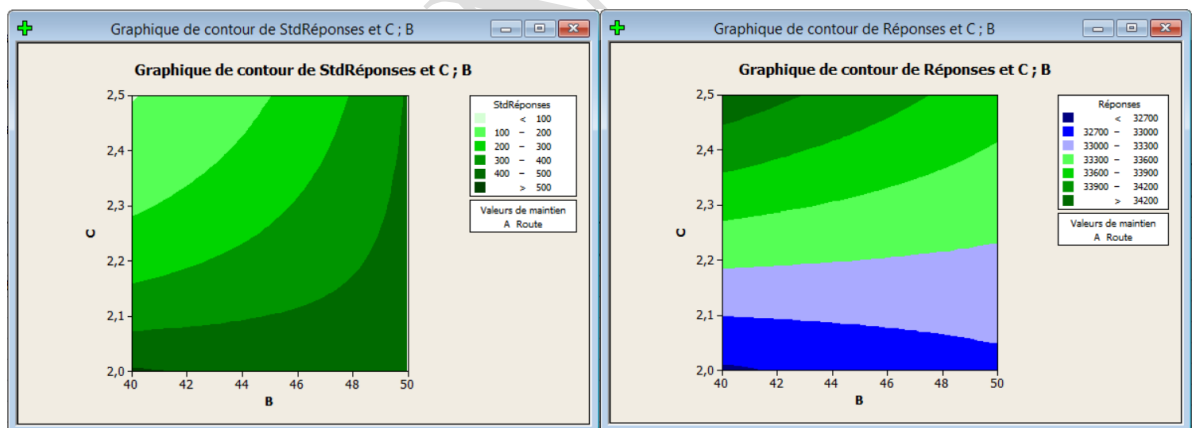 Graphique de contour de StdRéponses et C ; B
Graphique de contour de StdRéponses et C ; B
2,5
2,4
2,3
2,2
2,1
2,0
C
40 42 44 46 48 50
B
StdRéponses
< 100
100 – 200
200 – 300
300 – 400
400 – 500
> 500
Valeurs de maintien
A Route
Graphique de contour de Réponses et C ; B
Graphique de contour de Réponses et C ; B
2,5
2,4
2,3
2,2
2,1
2,0
C
40 42 44 46 48 50
B
Réponses
< 32700
32700 – 33000
33000 – 33300
33300 – 33600
33600 – 33900
33900 – 34200
> 34200
Valeurs de maintien
A Route